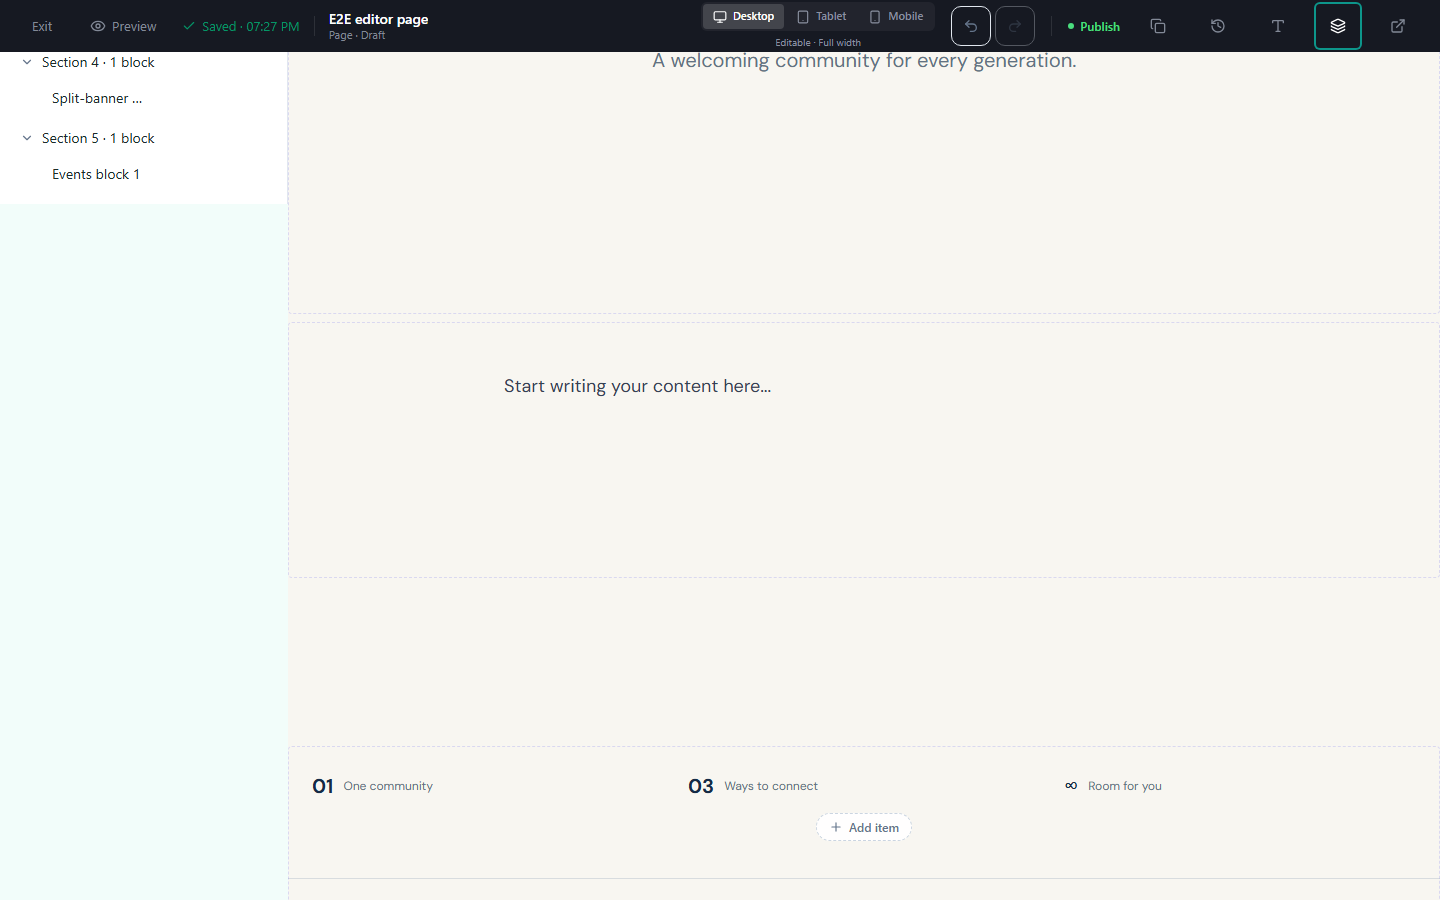 Exit
Preview
Saved · 07:27 PM
E2E editor page
Page · Draft
Desktop
Tablet
Mobile
Editable · Full width
Publish
Section 4 · 1 block
Split-banner ...
Section 5 · 1 block
Events block 1
A welcoming community for every generation.
Start writing your content here...
01 One community
03 Ways to connect
∞ Room for you
+ Add item